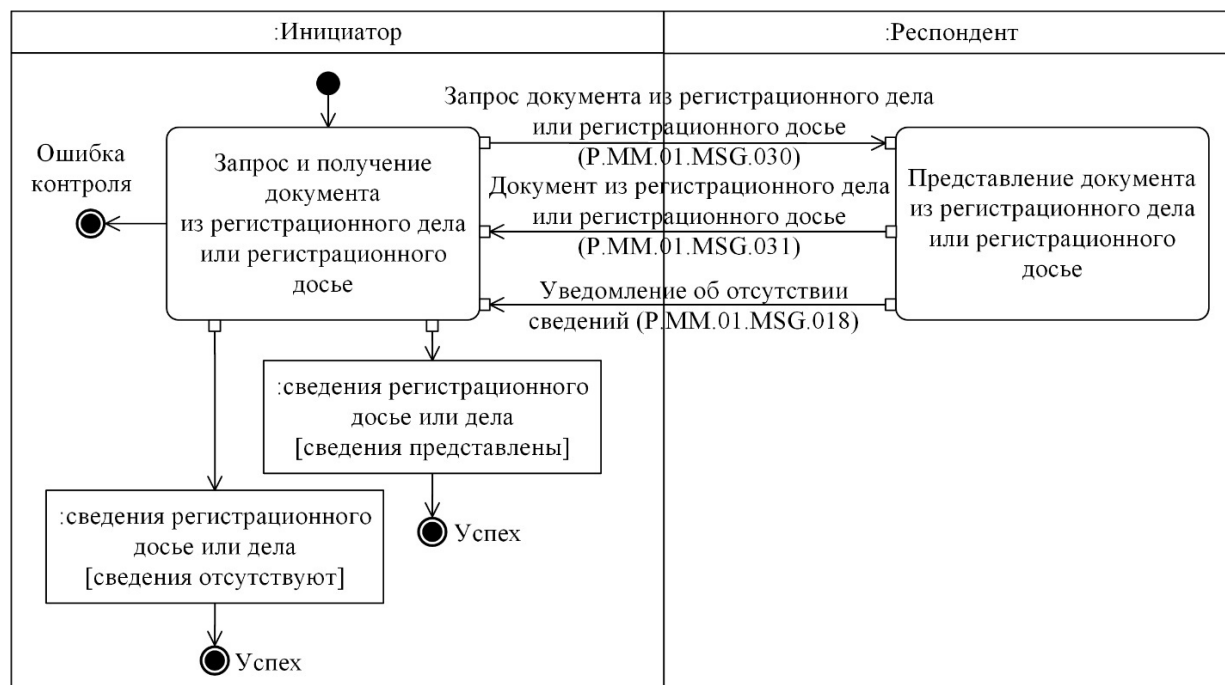 :Инициатор
:Респондент
Запрос документа из регистрационного дела
или регистрационного досье
(P.MM.01.MSG.030)
Ошибка
контроля
Запрос и получение
документа
из регистрационного дела
или регистрационного
досье
Документ из регистрационного дела
или регистрационного досье
(P.MM.01.MSG.031)
Представление документа
из регистрационного дела
или регистрационного
досье
Уведомление об отсутствии
сведений (P.MM.01.MSG.018)
:сведения регистрационного
досье или дела
[сведения представлены]
Успех
:сведения регистрационного
досье или дела
[сведения отсутствуют]
Успех